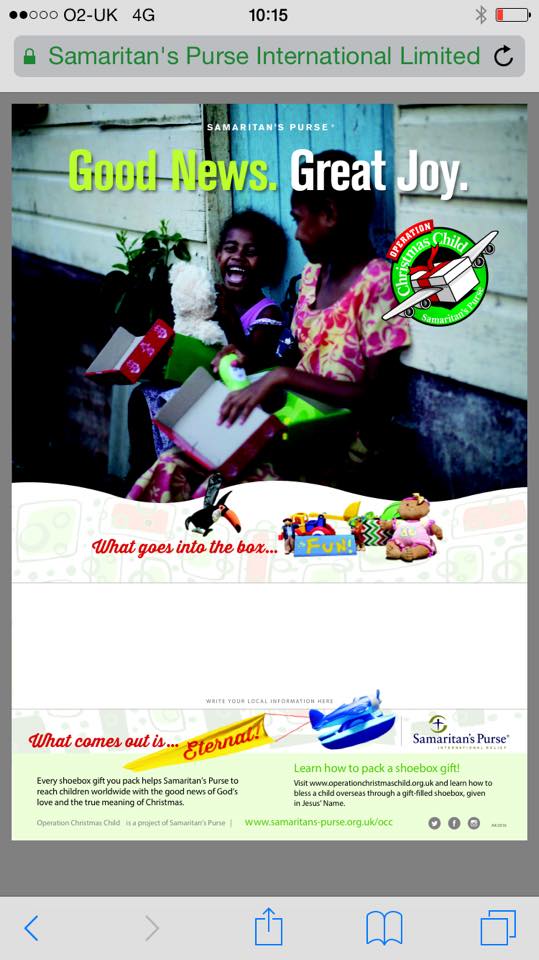 O2-UK 4G 10:15
Samaritan's Purse International Limited
SAMARITAN'S PURSE®
Good News. Great Joy.
OPERATION
Christmas Child
Samaritan's Purse
What goes into the box...
FUN!
WRITE YOUR LOCAL INFORMATION HERE
What comes out is... Eternal!
Samaritan's Purse®
INTERNATIONAL RELIEF
Every shoebox gift you pack helps Samaritan's Purse to
reach children worldwide with the good news of God's
love and the true meaning of Christmas.
Learn how to pack a shoebox gift!
Visit www.operationchristmaschild.org.uk and learn how to
bless a child overseas through a gift-filled shoebox, given
in Jesus' Name.
Operation Christmas Child is a project of Samaritan's Purse | www.samaritans-purse.org.uk/occ